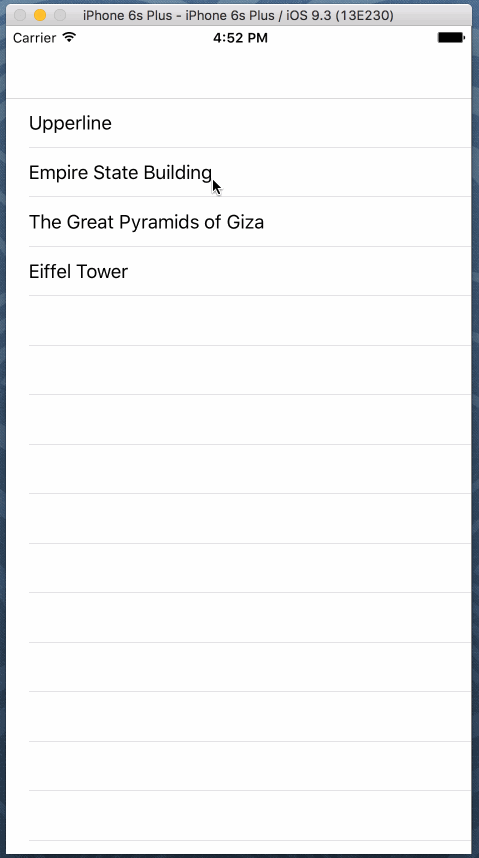 iPhone 6s Plus - iPhone 6s Plus / iOS 9.3 (13E230)
Carrier 4:52 PM
Upperline
Empire State Building
The Great Pyramids of Giza
Eiffel Tower